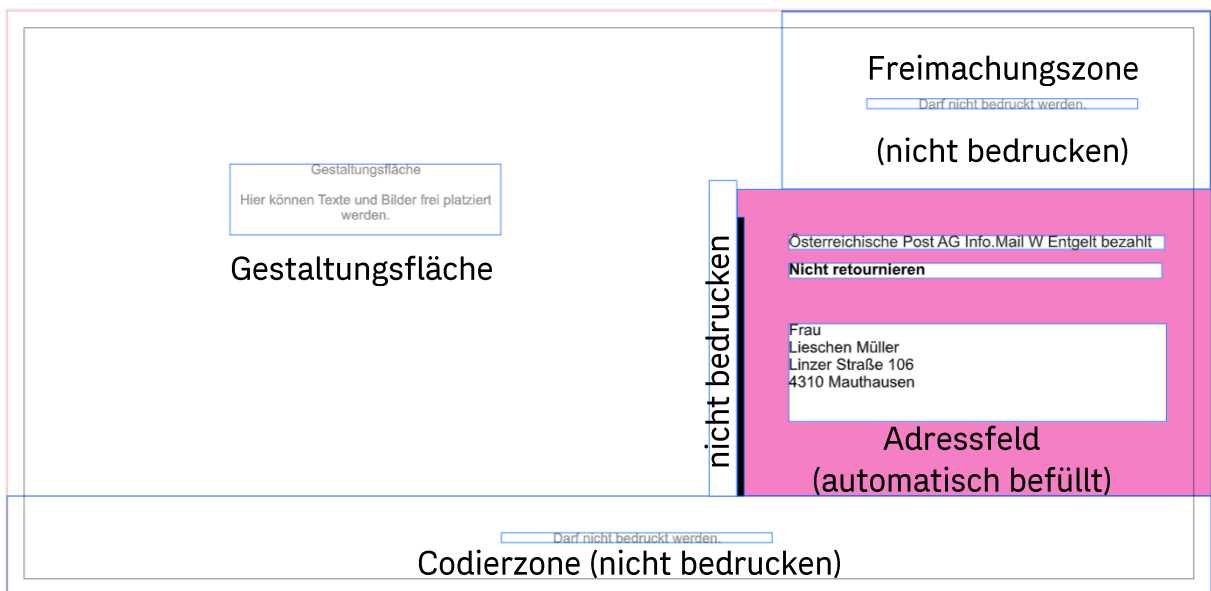 Freimachungszone
Darf nicht bedruckt werden.
(nicht bedrucken)
Gestaltungsfläche
Hier können Texte und Bilder frei platziert
werden.
Gestaltungsfläche
nicht bedrucken
Österreichische Post AG Info.Mail W Entgelt bezahlt
Nicht retournieren
Frau
Lieschen Müller
Linzer Straße 106
4310 Mauthausen
Adressfeld
(automatisch befüllt)
Darf nicht bedruckt werden.
Codierzone (nicht bedrucken)